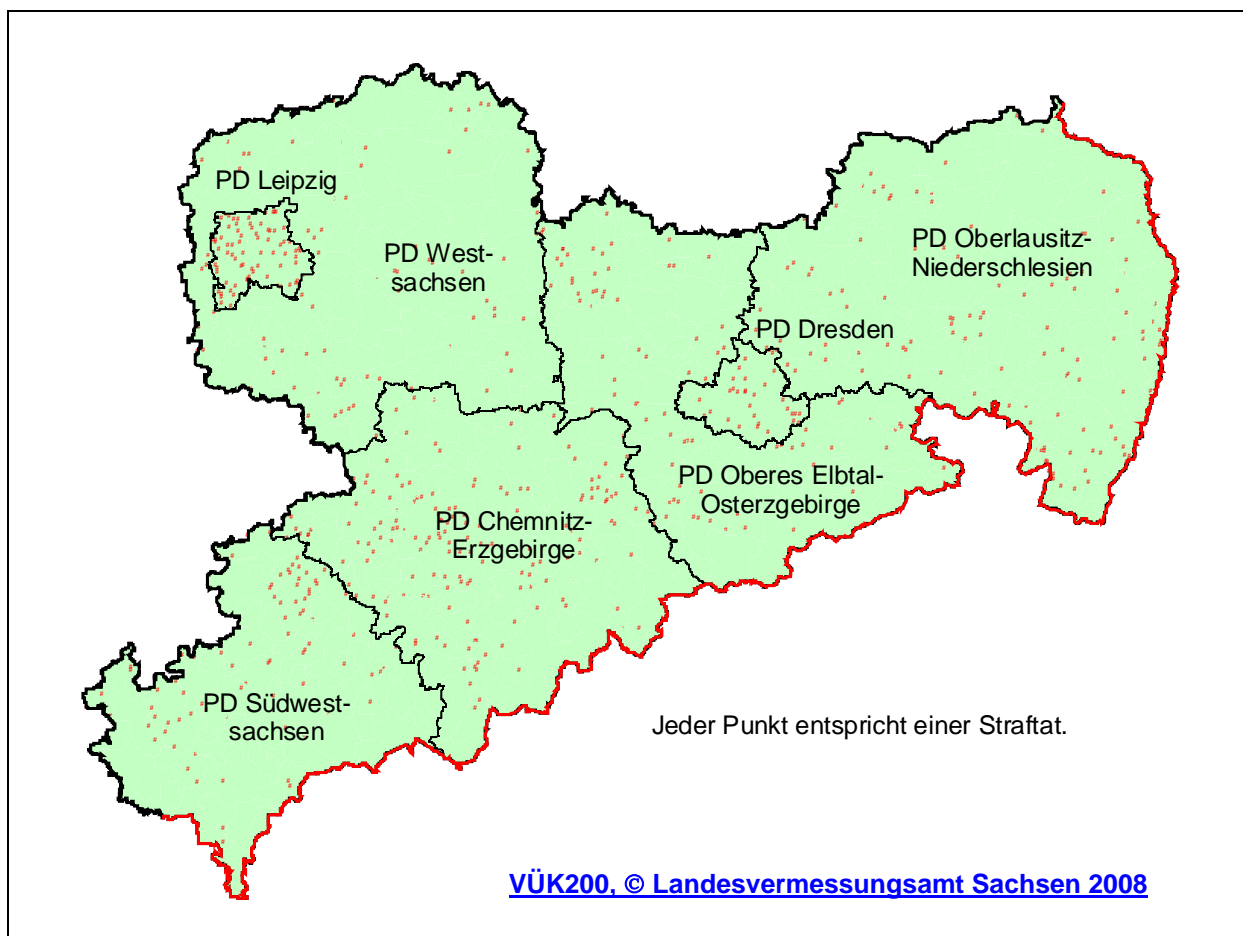 PD Leipzig
PD West-
sachsen
PD Oberlausitz-
Niederschlesien
PD Dresden
PD Oberes Elbtal-
Osterzgebirge
PD Chemnitz-
Erzgebirge
PD Südwest-
sachsen
Jeder Punkt entspricht einer Straftat.
VÜK200, © Landesvermessungsamt Sachsen 2008